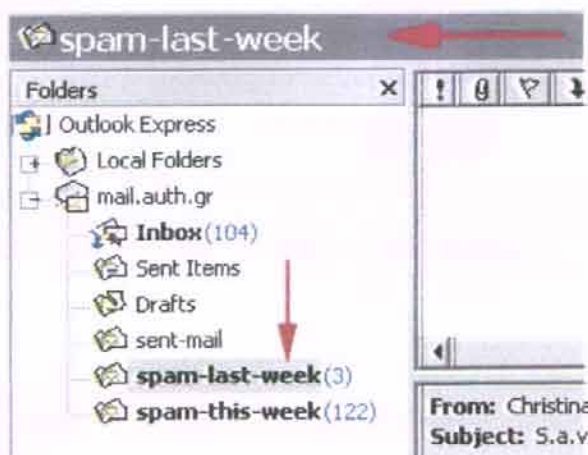 spam-last-week
Folders
Outlook Express
Local Folders
mail.auth.gr
Inbox (104)
Sent Items
Drafts
sent-mail
spam-last-week (3)
spam-this-week (122)
From: Christina
Subject: S.a.v